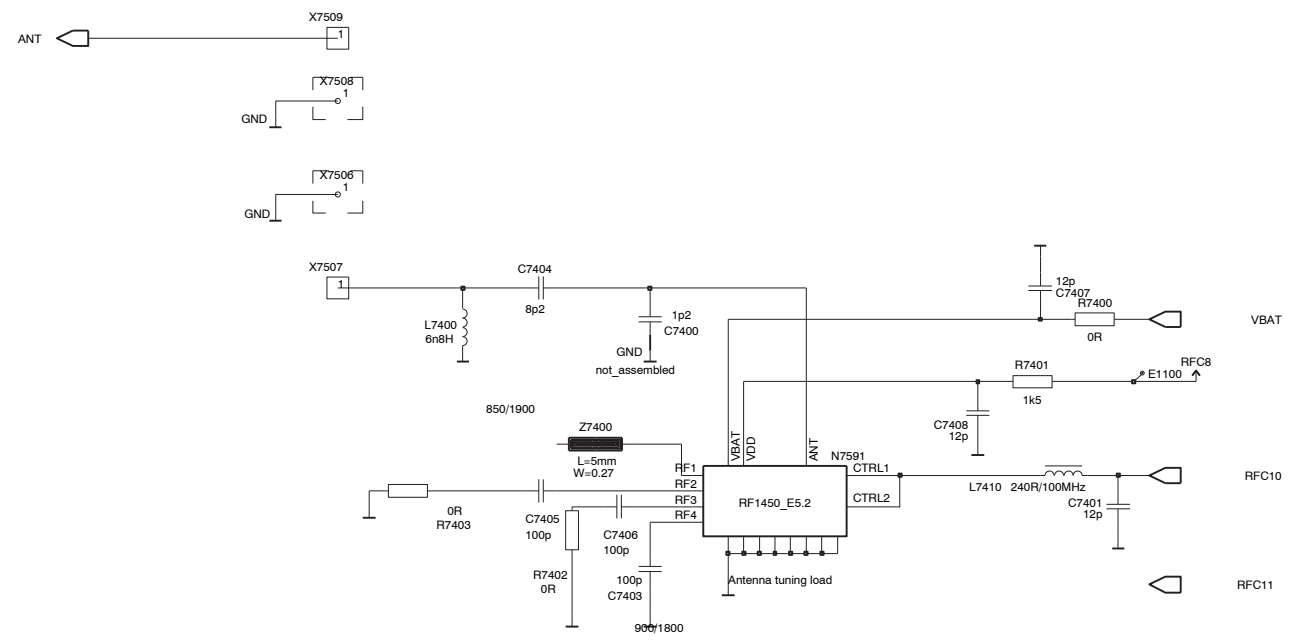 X7509
ANT
1
X7508
1
GND
X7506
1
GND
X7507
1
C7404
8p2
L7400
6n8H
1p2
C7400
GND
not_assembled
12p
C7407
R7400
0R
VBAT
R7401
1k5
E1100
RFC8
C7408
12p
850/1900
Z7400
L=5mm
W=0.27
VBAT
VDD
ANT
N7591
RF1
RF2
RF3
RF4
CTRL1
CTRL2
RF1450_E5.2
L7410 240R/100MHz
RFC10
C7401
12p
0R
R7403
C7405
100p
C7406
100p
R7402
0R
100p
C7403
Antenna tuning load
RFC11
900/1800